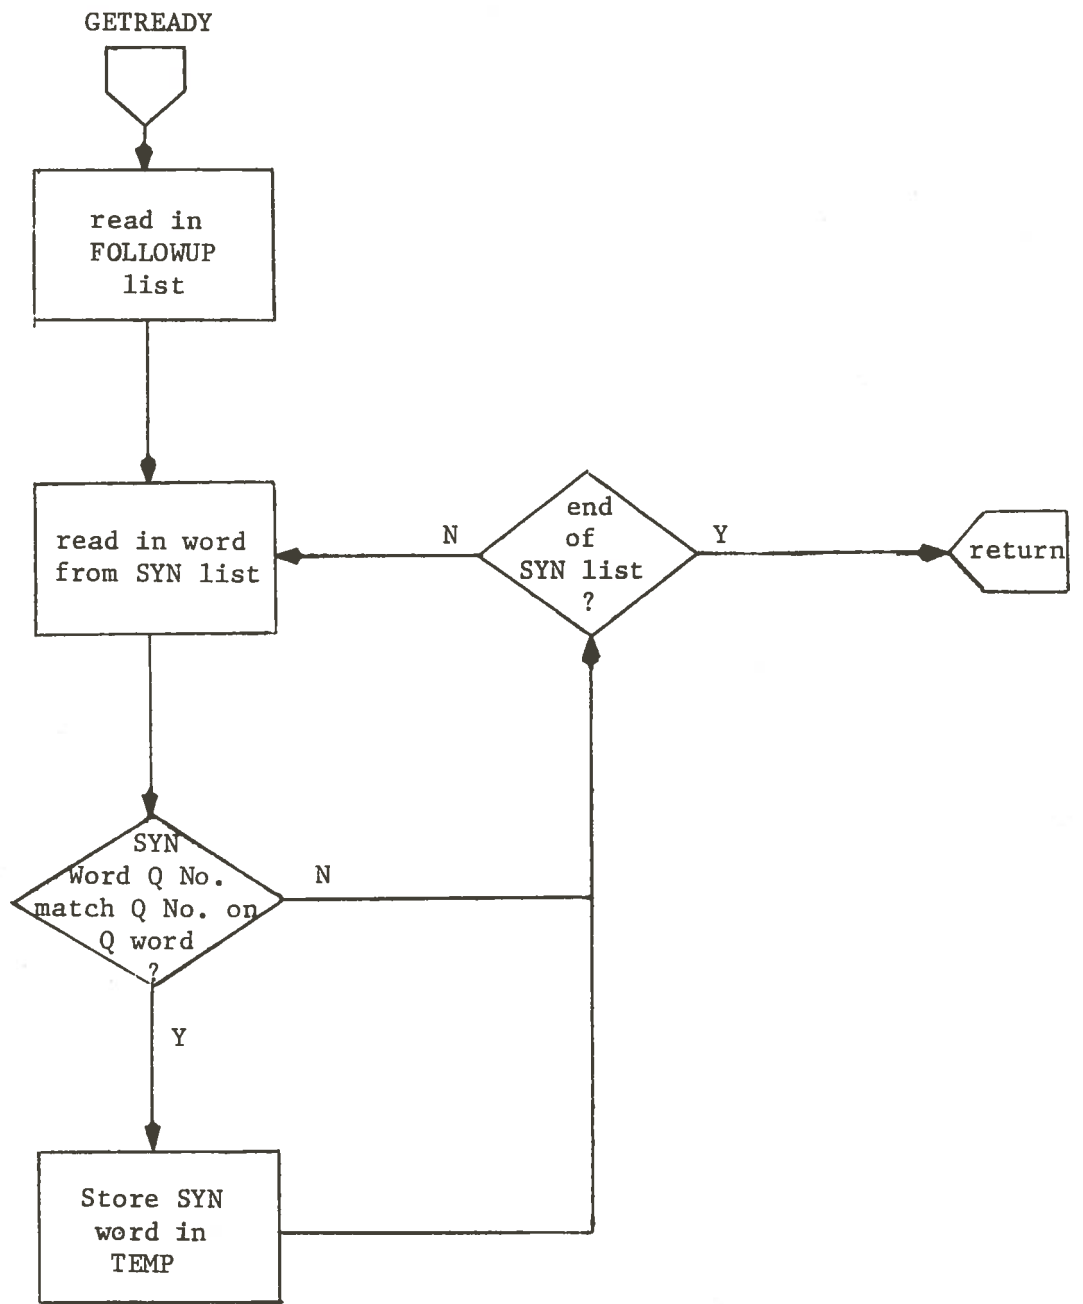 GETREADY
read in
FOLLOWUP
list
read in word
from SYN list
N
end
of
SYN list
?
Y
return
SYN
Word Q No.
match Q No. on
Q word
?
N
Y
Store SYN
word in
TEMP